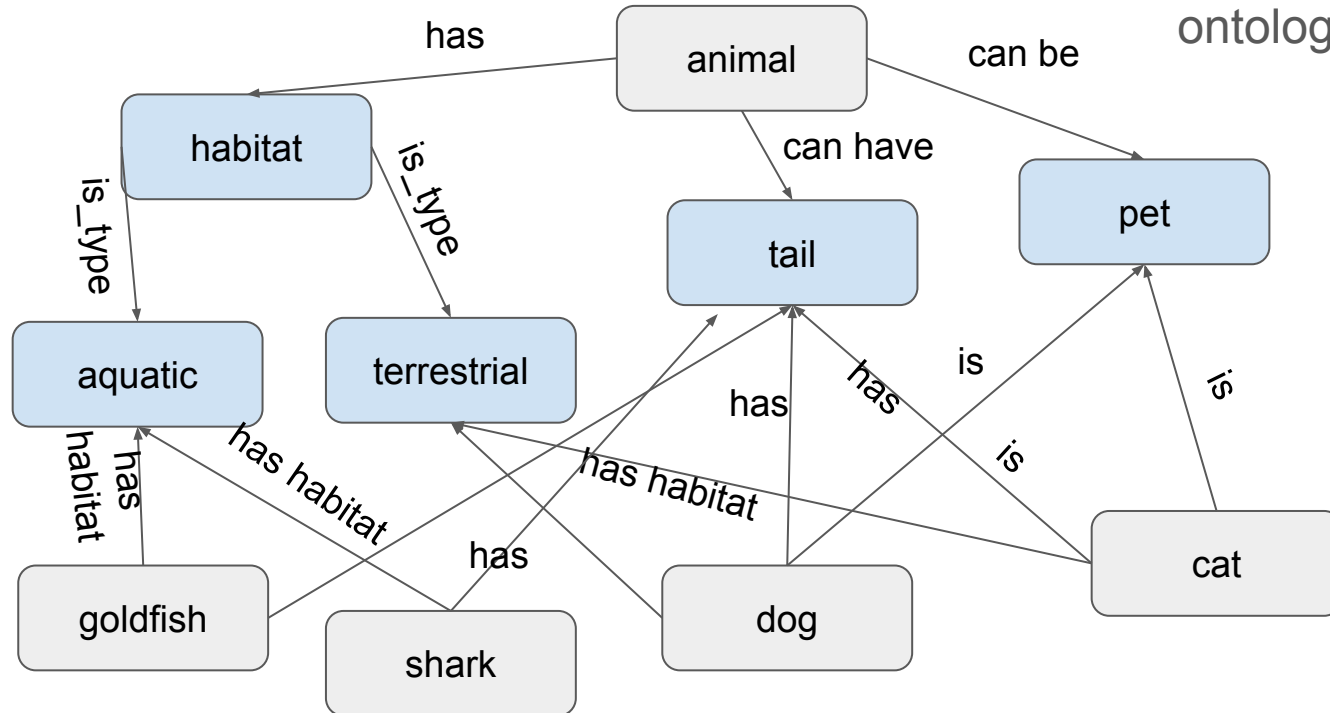 ontolog
has
animal
can be
habitat
can have
is_type
is_type
pet
tail
aquatic
terrestrial
is
has
has
is
has
habitat
has habitat
has habitat
is
has
goldfish
shark
dog
cat